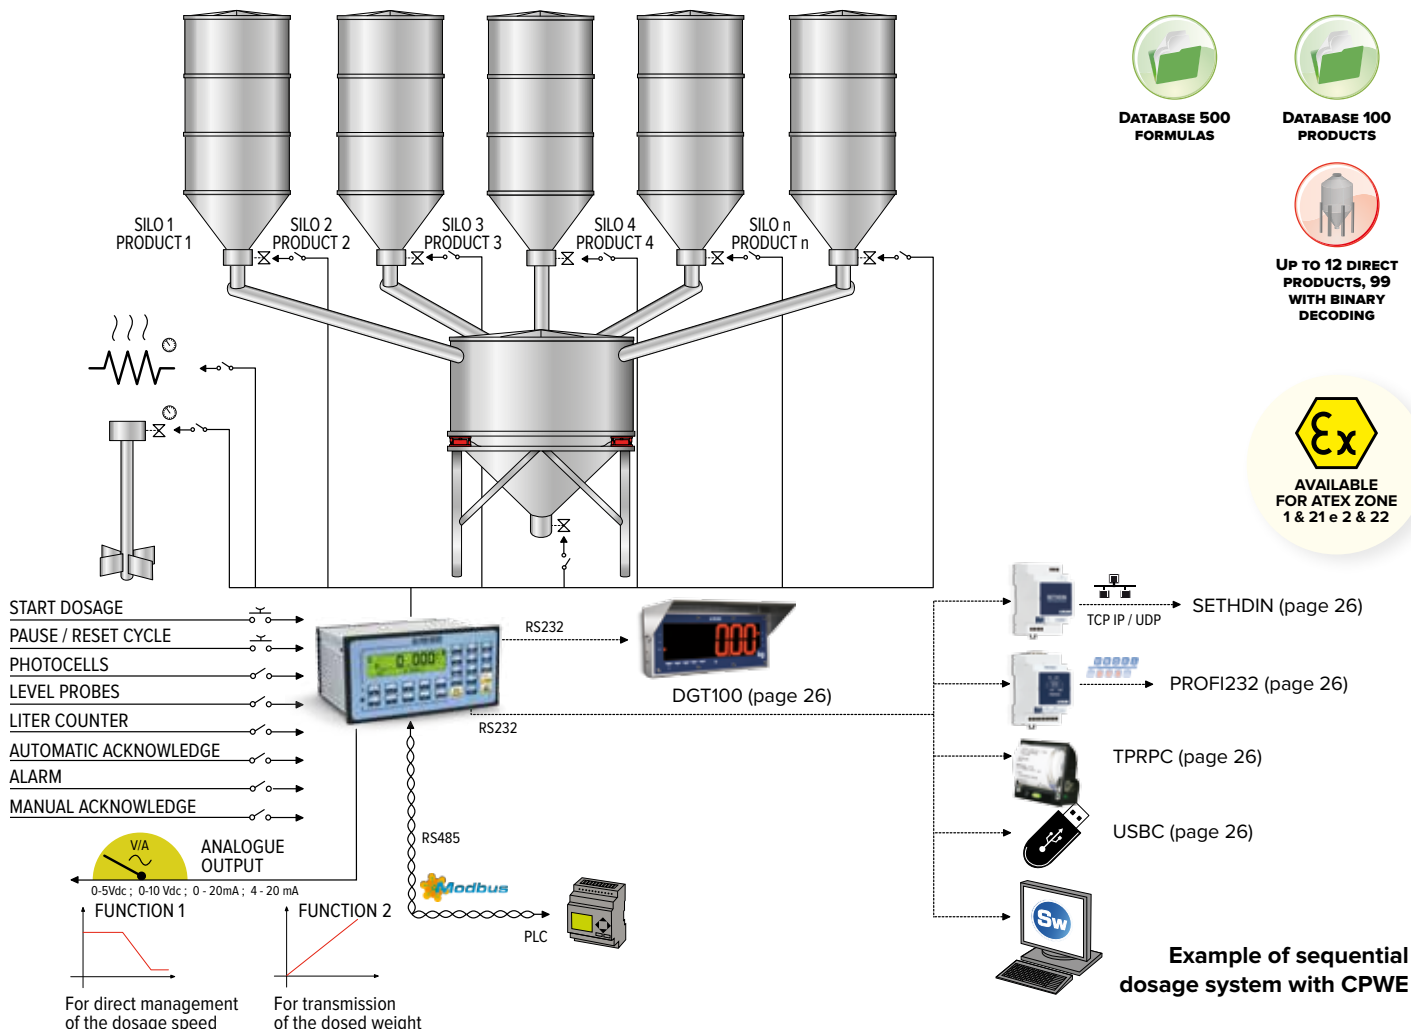 DATABASE 500
FORMULAS
DATABASE 100
PRODUCTS
SILO 1
PRODUCT 1
SILO 2
PRODUCT 2
SILO 3
PRODUCT 3
SILO 4
PRODUCT 4
SILO n
PRODUCT n
UP TO 12 DIRECT
PRODUCTS, 99
WITH BINARY
DECODING
Ex
AVAILABLE
FOR ATEX ZONE
1 & 21 e 2 & 22
START DOSAGE
PAUSE / RESET CYCLE
PHOTOCELLS
LEVEL PROBES
LITER COUNTER
AUTOMATIC ACKNOWLEDGE
ALARM
MANUAL ACKNOWLEDGE
0.000
RS232
000
DGT100 (page 26)
RS232
TCP IP / UDP
SETHDIN (page 26)
PROFI232 (page 26)
TPRPC (page 26)
USBC (page 26)
Sw
RS485
Modbus
PLC
V/A
ANALOGUE
OUTPUT
0-5Vdc ; 0-10 Vdc ; 0 - 20mA ; 4 - 20 mA
FUNCTION 1
FUNCTION 2
For direct management
of the dosage speed
For transmission
of the dosed weight
Example of sequential
dosage system with CPWE